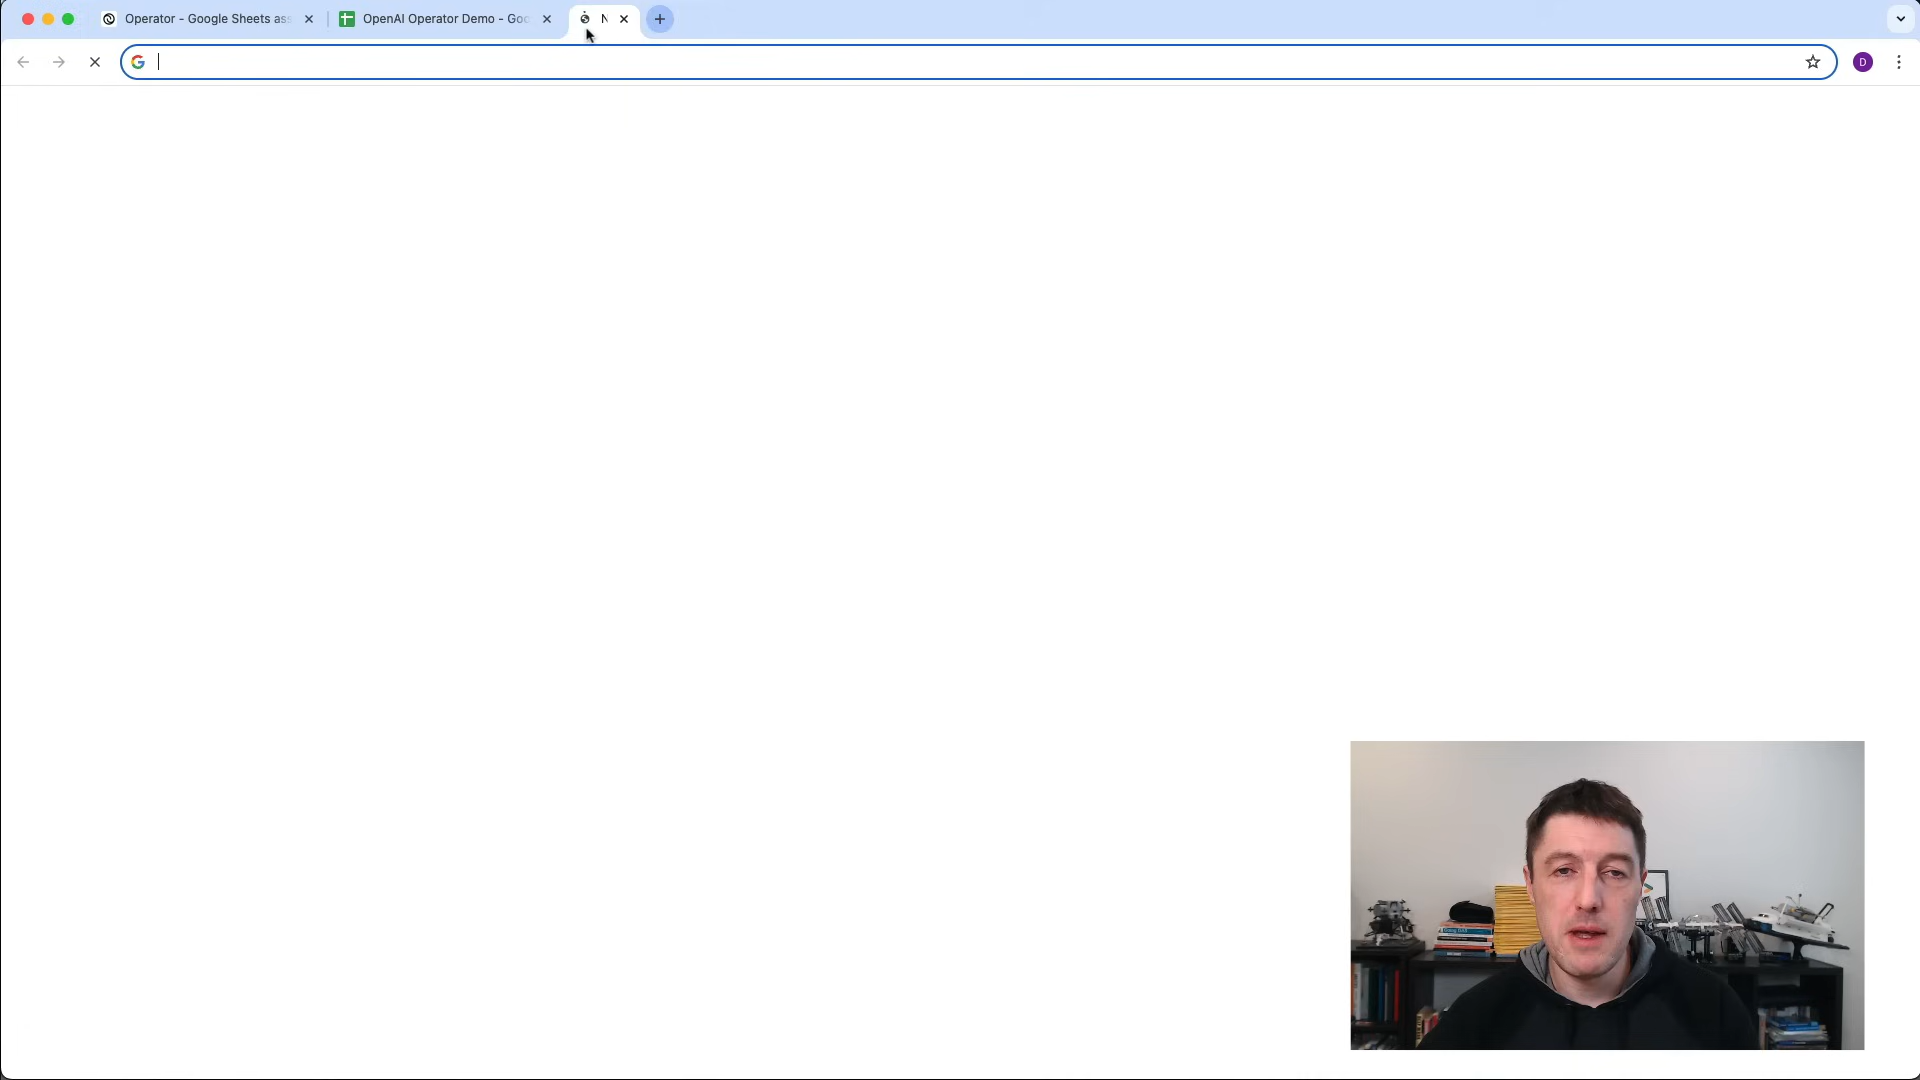 Operator - Google Sheets as
OpenAI Operator Demo - Goo
N
D